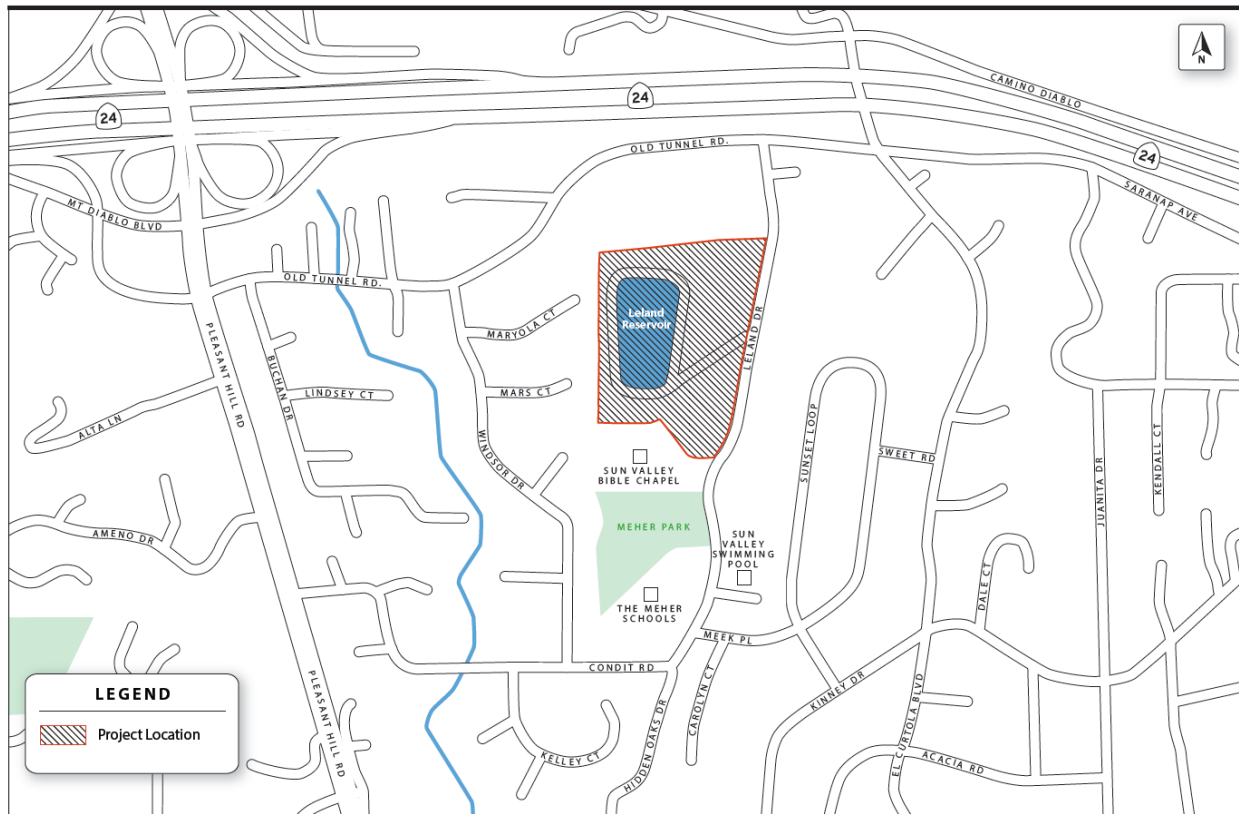 N
CAMINO DIABLO
24
24
24
OLD TUNNEL RD.
SARANAP AVE
MT DIABLO BLVD
OLD TUNNEL RD.
Leland
Reservoir
MARYOLA CT
LELAND DR
PLEASANT HILL RD
BUCHAN DR
LINDSEY CT
MARS CT
ALTA LN
WINDSOR DR
SUNSET LOOP
SWEET RD
JUANITA DR
KENDALL CT
SUN VALLEY
BIBLE CHAPEL
MEHER PARK
AMENO DR
SUN
VALLEY
SWIMMING
POOL
DALE CT
THE MEHER
SCHOOLS
MEEK PL
CONDIT RD
CAROLYN CT
KINNEY DR
EL CURTOLA BLVD
HIDDEN OAKS DR
KELLEY CT
ACACIA RD
PLEASANT HILL RD
LEGEND
Project Location